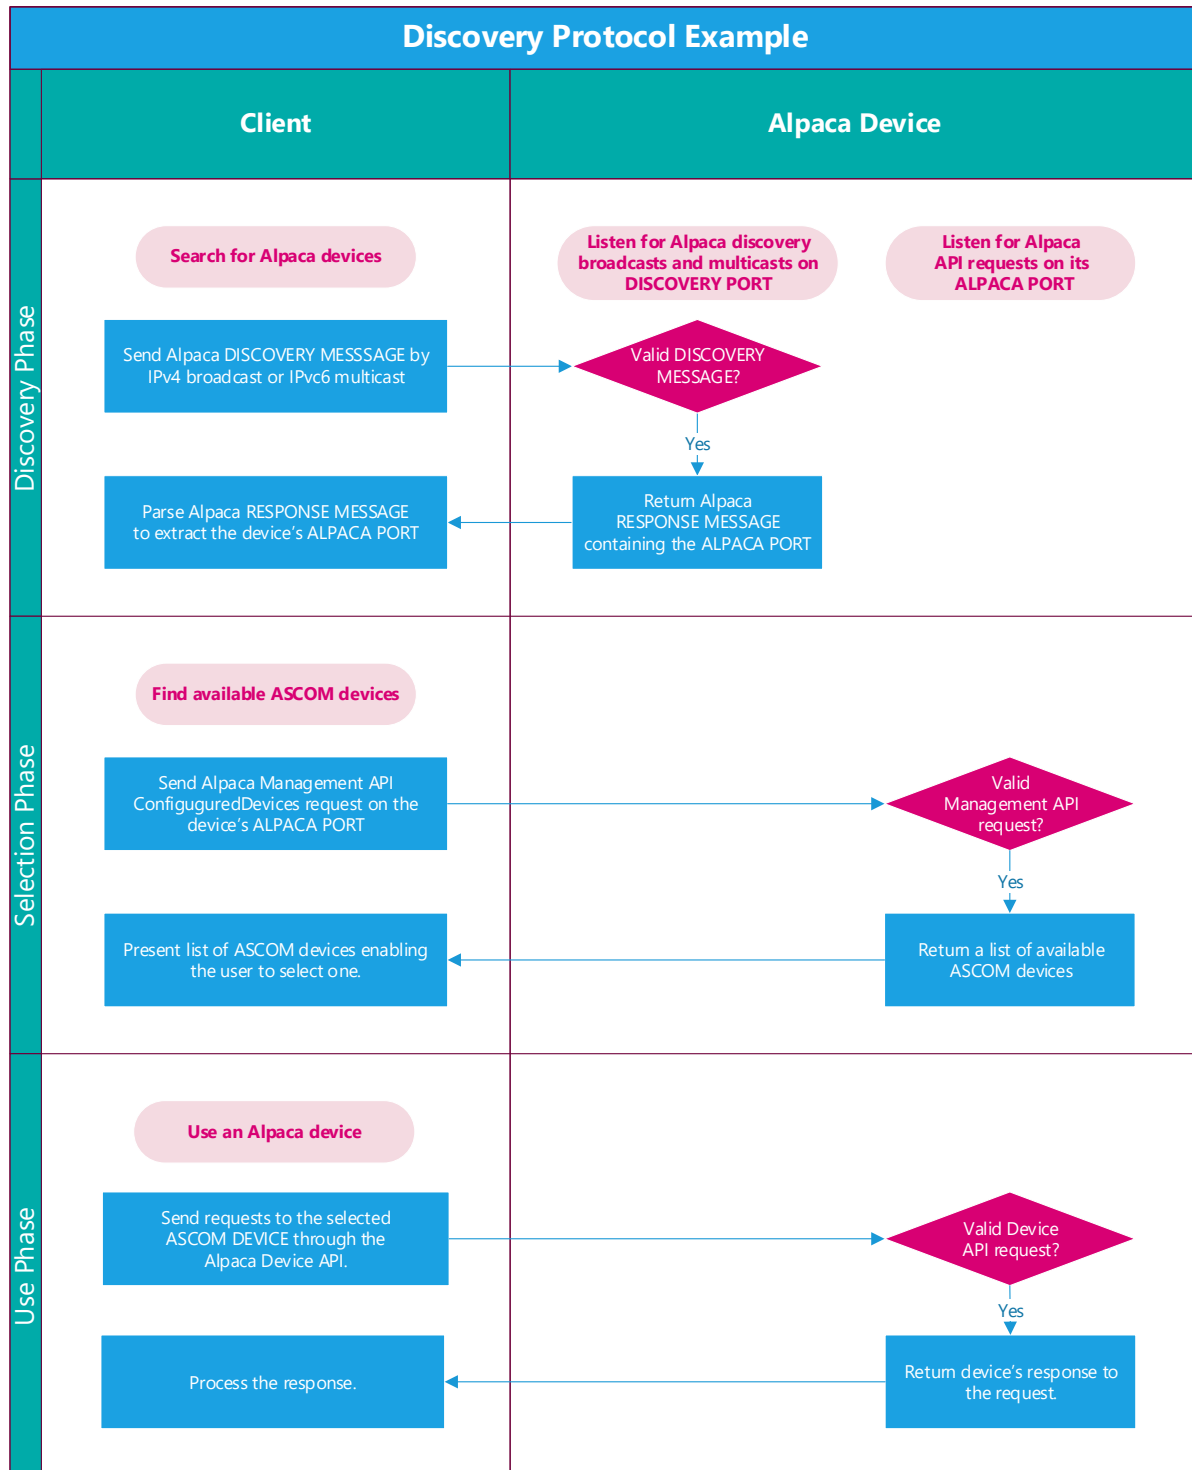 Discovery Protocol Example
Client
Alpaca Device
Discovery Phase
Search for Alpaca devices
Listen for Alpaca discovery
broadcasts and multicasts on
DISCOVERY PORT
Listen for Alpaca
API requests on its
ALPACA PORT
Send Alpaca DISCOVERY MESSSAGE by
IPv4 broadcast or IPvc6 multicast
Valid DISCOVERY
MESSAGE?
Yes
Parse Alpaca RESPONSE MESSAGE
to extract the device's ALPACA PORT
Return Alpaca
RESPONSE MESSAGE
containing the ALPACA PORT
Selection Phase
Find available ASCOM devices
Send Alpaca Management API
ConfiguguredDevices request on the
device's ALPACA PORT
Valid
Management API
request?
Yes
Present list of ASCOM devices enabling
the user to select one.
Return a list of available
ASCOM devices
Use Phase
Use an Alpaca device
Send requests to the selected
ASCOM DEVICE through the
Alpaca Device API.
Valid Device
API request?
Yes
Process the response.
Return device's response to
the request.